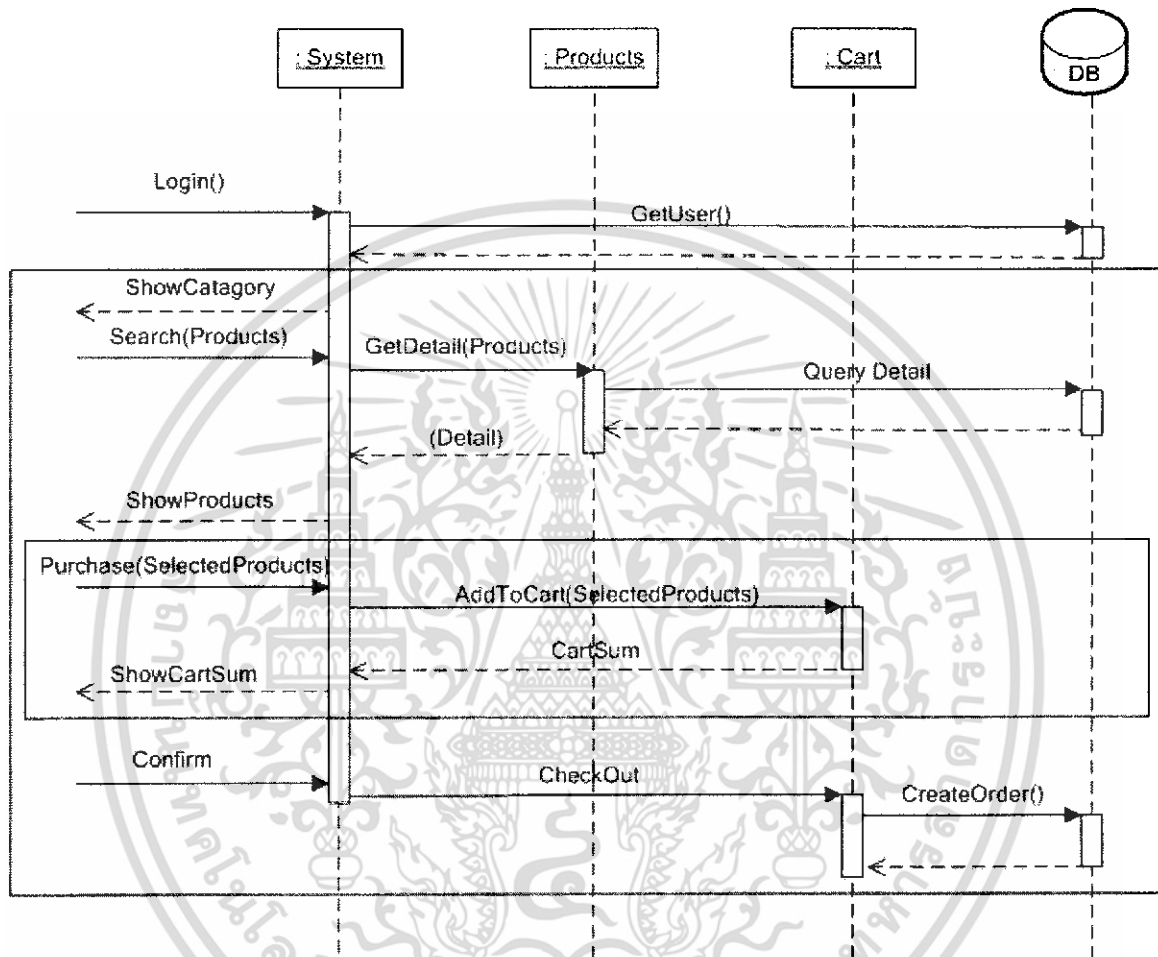 : System
: Products
: Cart
DB
Login()
GetUser()
ShowCatagory
Search(Products)
GetDetail(Products)
Query Detail
(Detail)
ShowProducts
Purchase(SelectedProducts)
AddToCart(SelectedProducts)
CartSum
ShowCartSum
Confirm
CheckOut
CreateOrder()